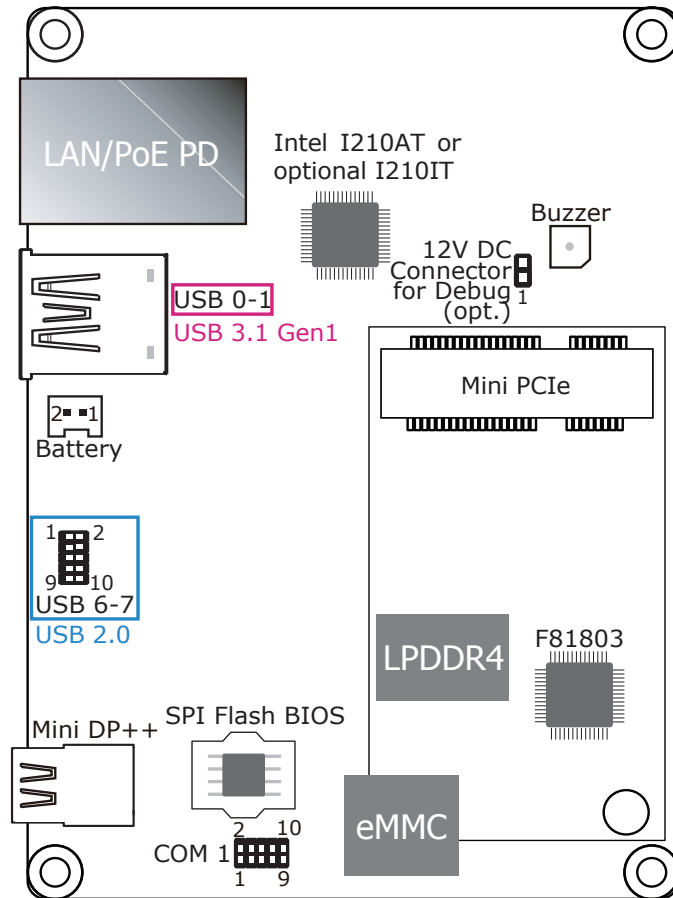 LAN/PoE PD
Intel I210AT or
optional I210IT
Buzzer
12V DC
Connector
for Debug
(opt.)
1
USB 0-1
USB 3.1 Gen1
Mini PCIe
2 1
Battery
1 2
9 10
USB 6-7
USB 2.0
LPDDR4
F81803
SPI Flash BIOS
Mini DP++
eMMC
2 10
COM 1
1 9